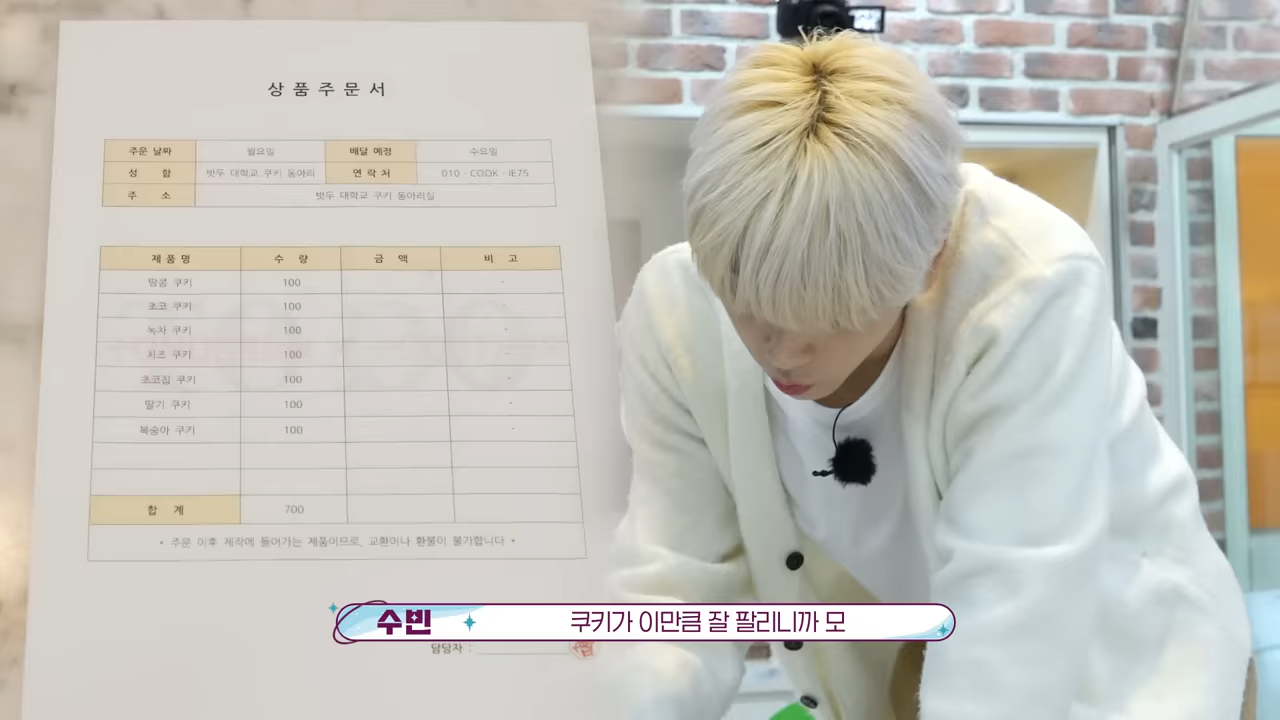 상품주문서
주문 날짜 월요일 배달 예정 수요일
성 함 밧두 대학교 쿠키 동아리 연락처 010 - COOK - IE75
주 소 밧두 대학교 쿠키 동아리실
제품명 수 량 금 액 비 고
땅콩 쿠키 100 -
초코 쿠키 100 -
녹차 쿠키 100 -
치즈 쿠키 100 -
초코칩 쿠키 100 -
딸기 쿠키 100 -
복숭아 쿠키 100 -
합 계 700
* 주문 이후 제작에 들어가는 제품이므로, 교환이나 환불이 불가합니다 *
수빈 쿠키가 이만큼 잘 팔리니까 모
담당자 :